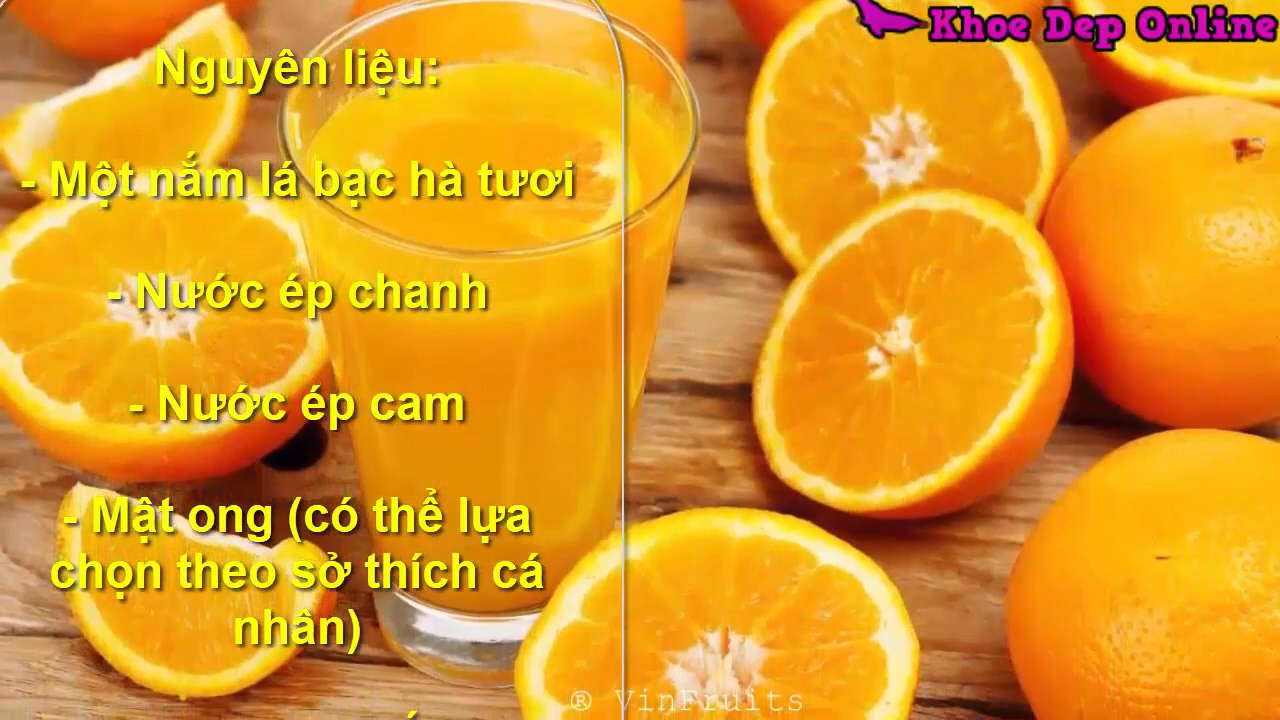 Khoe Dep Online
Nguyên liệu:
- Một nắm lá bạc hà tươi
- Nước ép chanh
- Nước ép cam
- Mật ong (có thể lựa
chọn theo sở thích cá
nhân)
® VinFruits